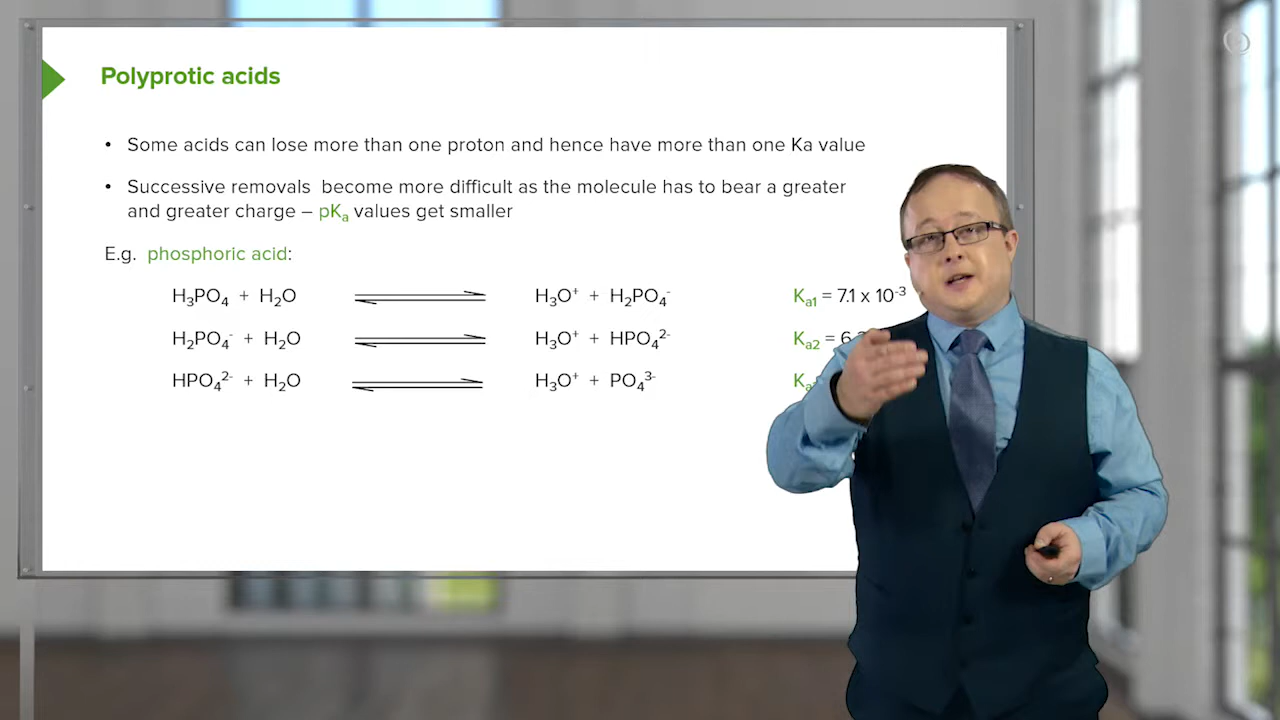 Polyprotic acids
• Some acids can lose more than one proton and hence have more than one Ka value
• Successive removals become more difficult as the molecule has to bear a greater
and greater charge – pKₐ values get smaller
E.g. phosphoric acid:
H₃PO₄ + H₂O ⇌ H₃O⁺ + H₂PO₄⁻ Kₐ₁ = 7.1 x 10⁻³
H₂PO₄⁻ + H₂O ⇌ H₃O⁺ + HPO₄²⁻ Kₐ₂ =
HPO₄²⁻ + H₂O ⇌ H₃O⁺ + PO₄³⁻